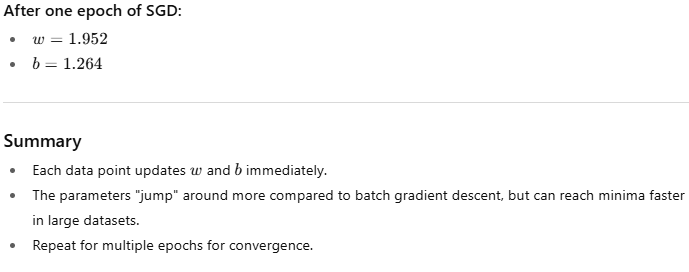 After one epoch of SGD:
• w = 1.952
• b = 1.264
Summary
• Each data point updates w and b immediately.
• The parameters "jump" around more compared to batch gradient descent, but can reach minima faster
in large datasets.
• Repeat for multiple epochs for convergence.